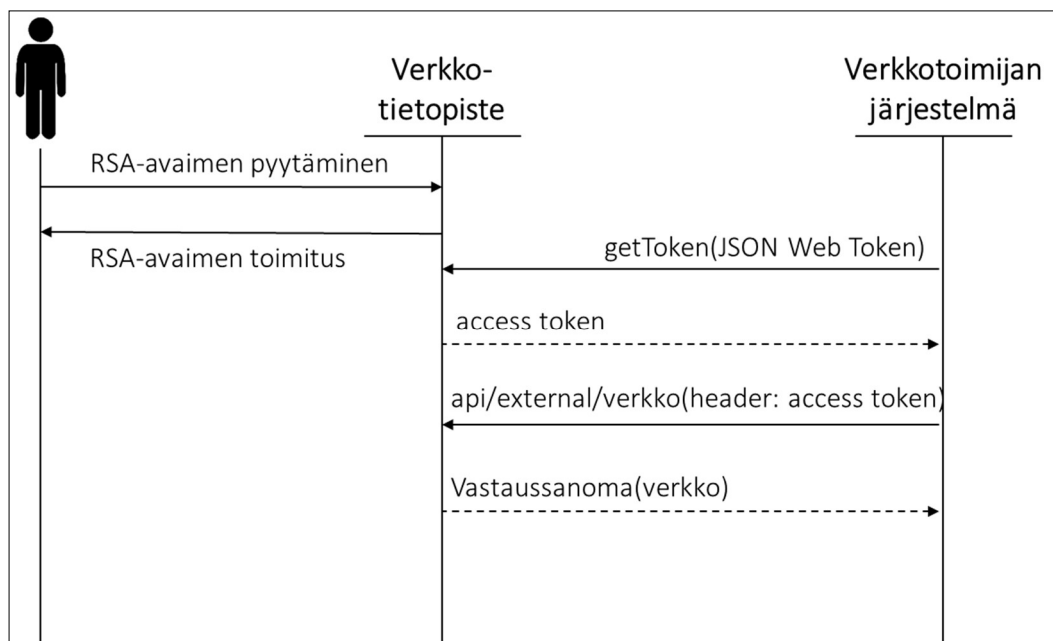 Verkko-
tietopiste
Verkkotoimijan
järjestelmä
RSA-avaimen pyytäminen
RSA-avaimen toimitus
getToken(JSON Web Token)
access token
api/external/verkko(header: access token)
Vastaussanoma(verkko)